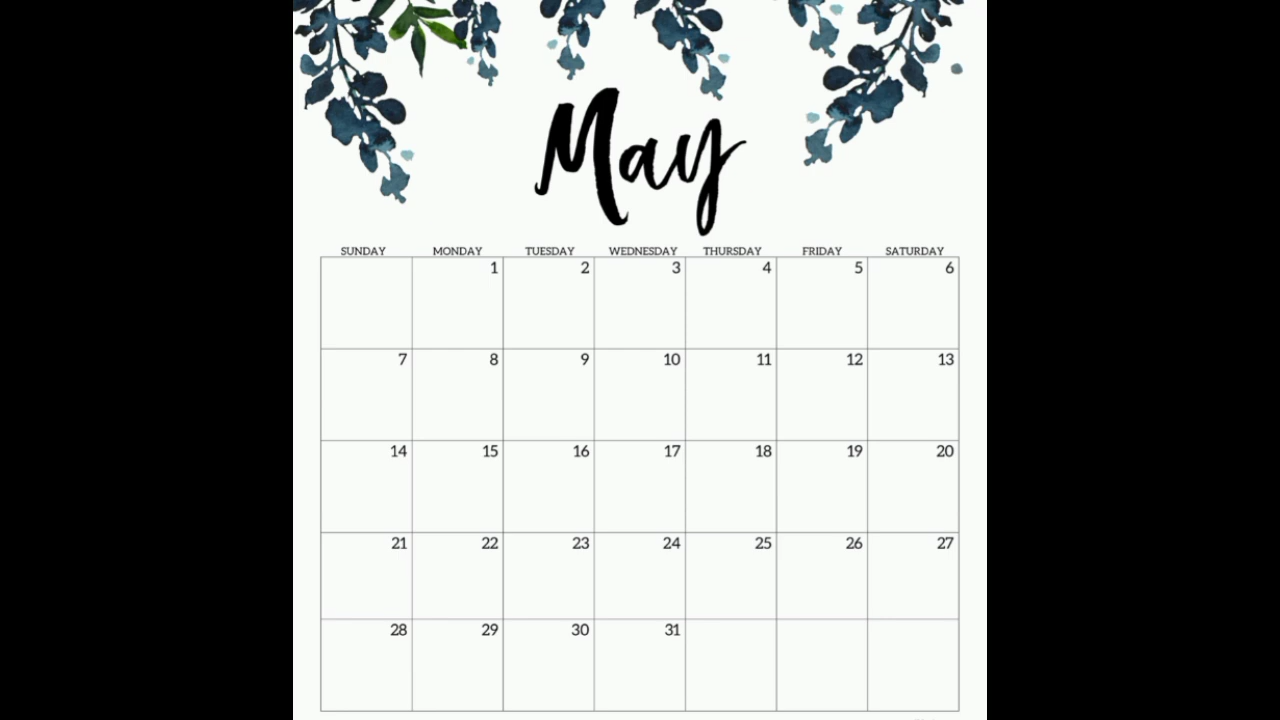 May
SUNDAY MONDAY TUESDAY WEDNESDAY THURSDAY FRIDAY SATURDAY
1 2 3 4 5 6
7 8 9 10 11 12 13
14 15 16 17 18 19 20
21 22 23 24 25 26 27
28 29 30 31